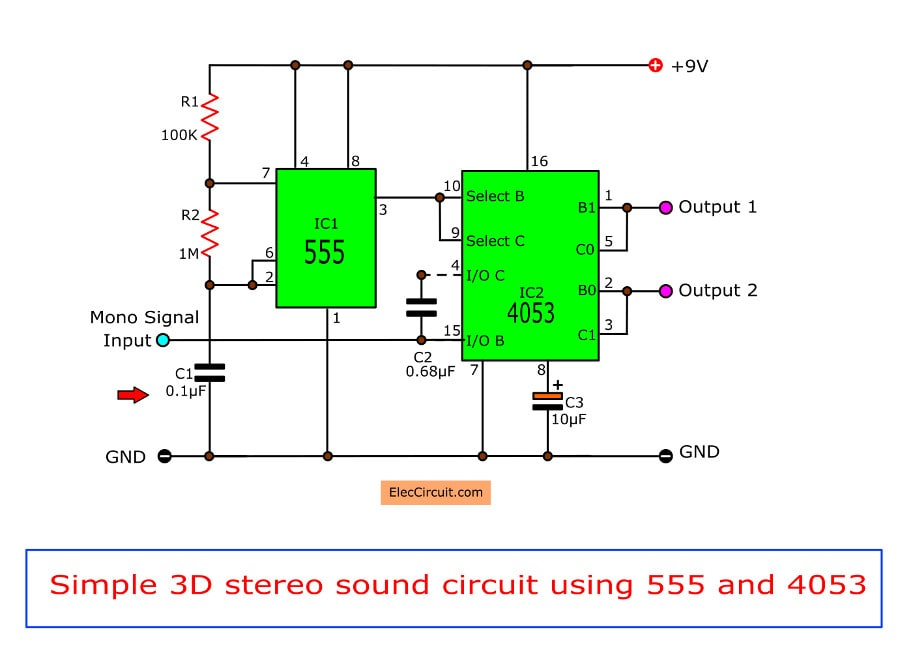 +9V
R1
100K
R2
1M
7
4
8
6
2
1
3
IC1
555
10
9
4
15
16
Select B
Select C
I/O C
I/O B
IC2
4053
B1
C0
B0
C1
1
5
2
3
7
8
Output 1
Output 2
Mono Signal
Input
C1
0.1µF
C2
0.68µF
+
C3
10µF
GND
GND
ElecCircuit.com
Simple 3D stereo sound circuit using 555 and 4053